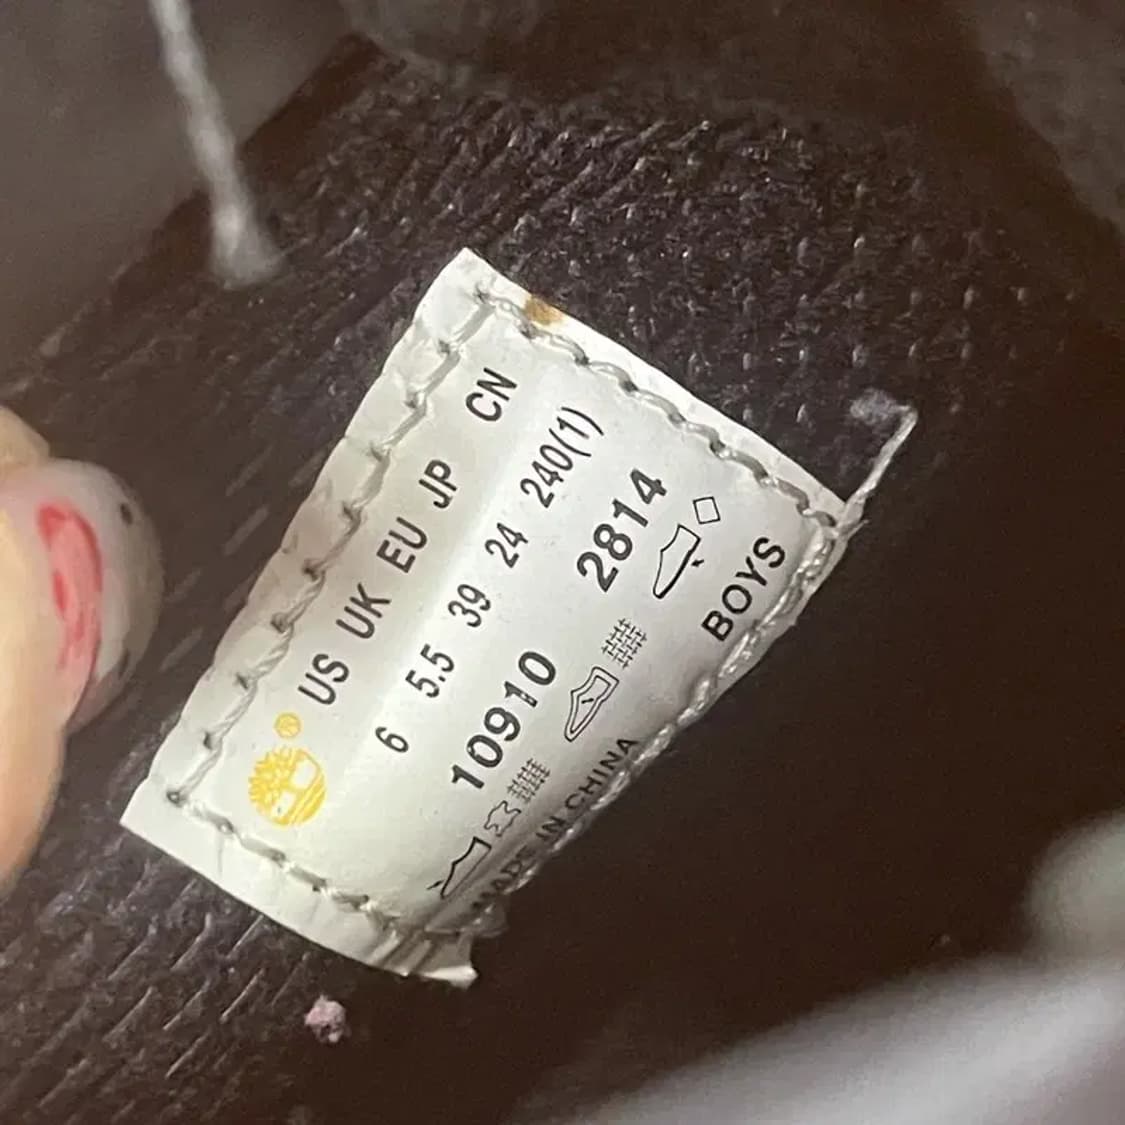 ® US UK EU JP CN
6 5.5 39 24 240(1)
10910 2814
BOYS
MADE IN CHINA